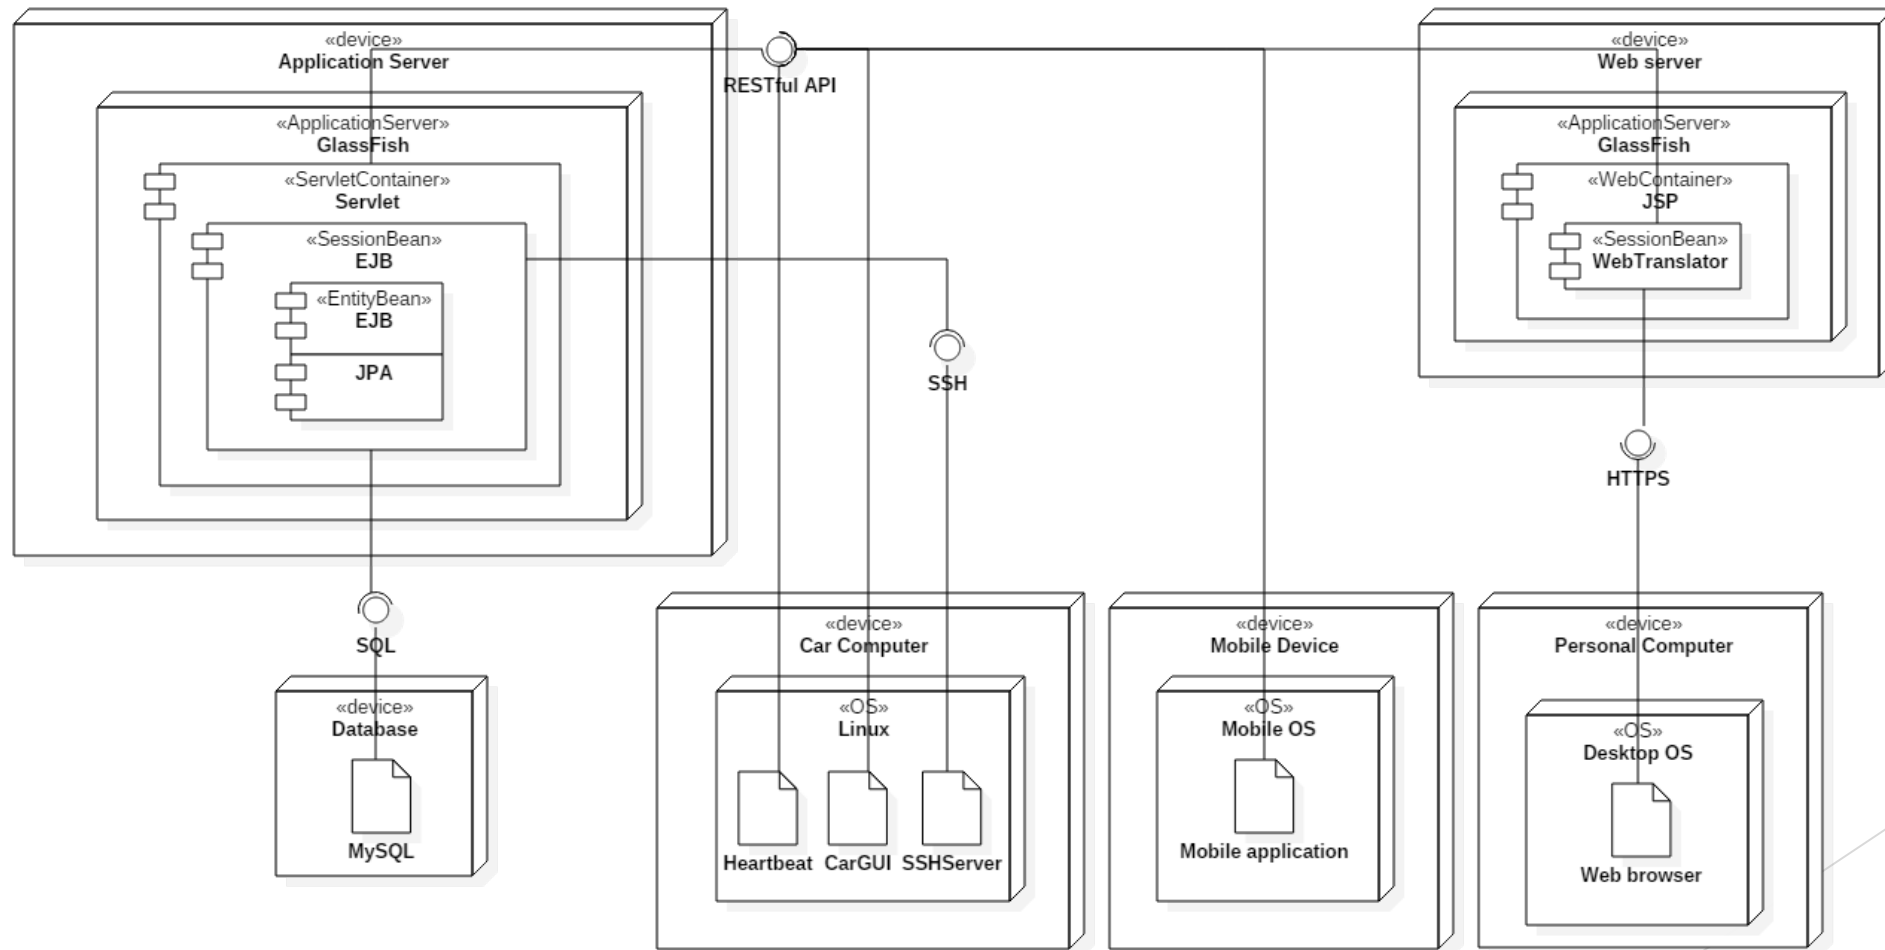 «device»
Application Server
«ApplicationServer»
GlassFish
«ServletContainer»
Servlet
«SessionBean»
EJB
«EntityBean»
EJB
JPA
RESTful API
SSH
«device»
Web server
«ApplicationServer»
GlassFish
«WebContainer»
JSP
«SessionBean»
WebTranslator
HTTPS
SQL
«device»
Database
MySQL
«device»
Car Computer
«OS»
Linux
Heartbeat
CarGUI
SSHServer
«device»
Mobile Device
«OS»
Mobile OS
Mobile application
«device»
Personal Computer
«OS»
Desktop OS
Web browser